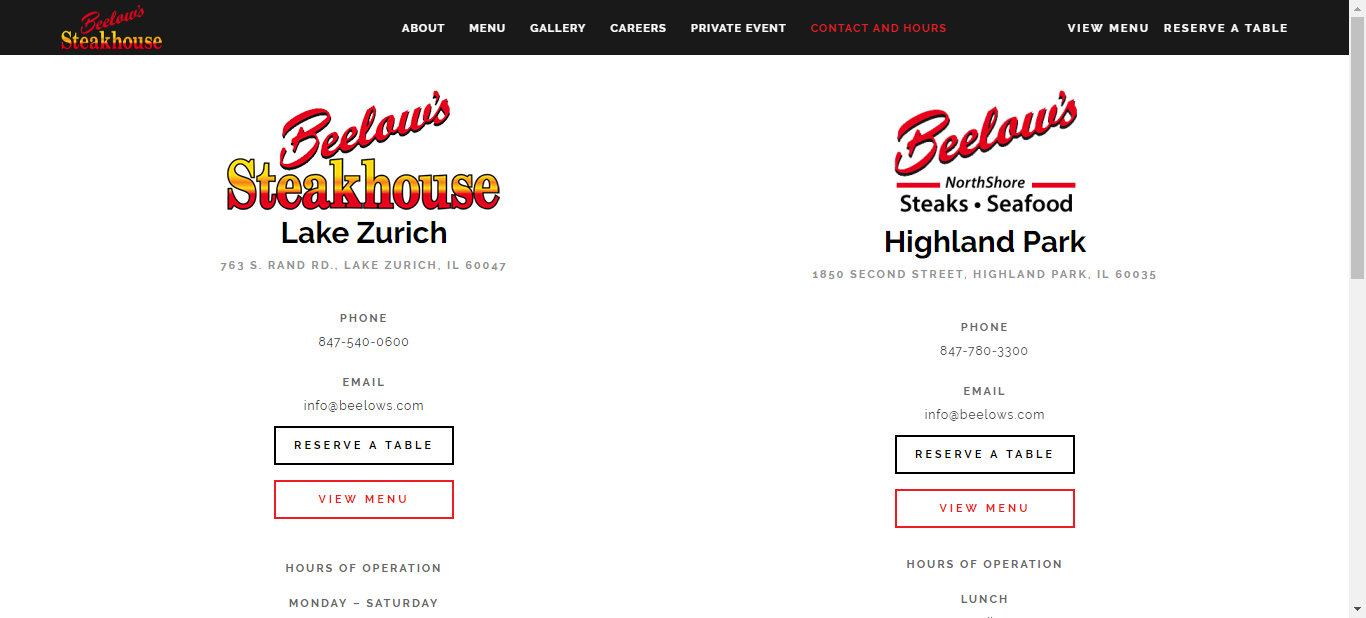 Beelow's
Steakhouse
ABOUT MENU GALLERY CAREERS PRIVATE EVENT CONTACT AND HOURS
VIEW MENU RESERVE A TABLE
Beelow's
Steakhouse
Lake Zurich
763 S. RAND RD., LAKE ZURICH, IL 60047
PHONE
847-540-0600
EMAIL
info@beelows.com
RESERVE A TABLE
VIEW MENU
HOURS OF OPERATION
MONDAY – SATURDAY
Beelow's
NorthShore
Steaks • Seafood
Highland Park
1850 SECOND STREET, HIGHLAND PARK, IL 60035
PHONE
847-780-3300
EMAIL
info@beelows.com
RESERVE A TABLE
VIEW MENU
HOURS OF OPERATION
LUNCH